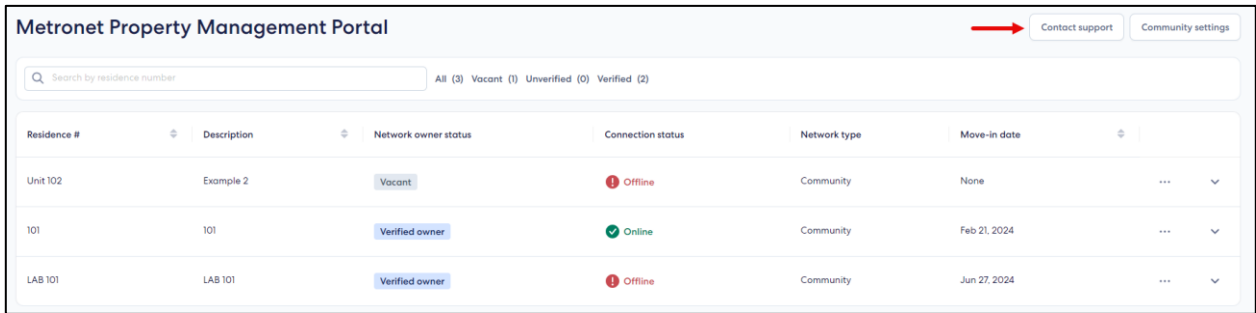 Metronet Property Management Portal
Contact support
Community settings
Search by residence number
All (3) Vacant (1) Unverified (0) Verified (2)
Residence # Description Network owner status Connection status Network type Move-in date
Unit 102 Example 2 Vacant Offline Community None
101 101 Verified owner Online Community Feb 21, 2024
LAB 101 LAB 101 Verified owner Offline Community Jun 27, 2024